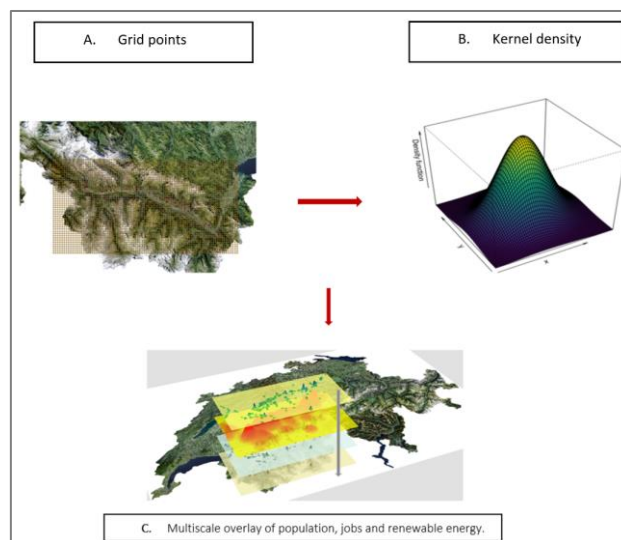 A. Grid points
B. Kernel density
Density function
y
x
C. Multiscale overlay of population, jobs and renewable energy.